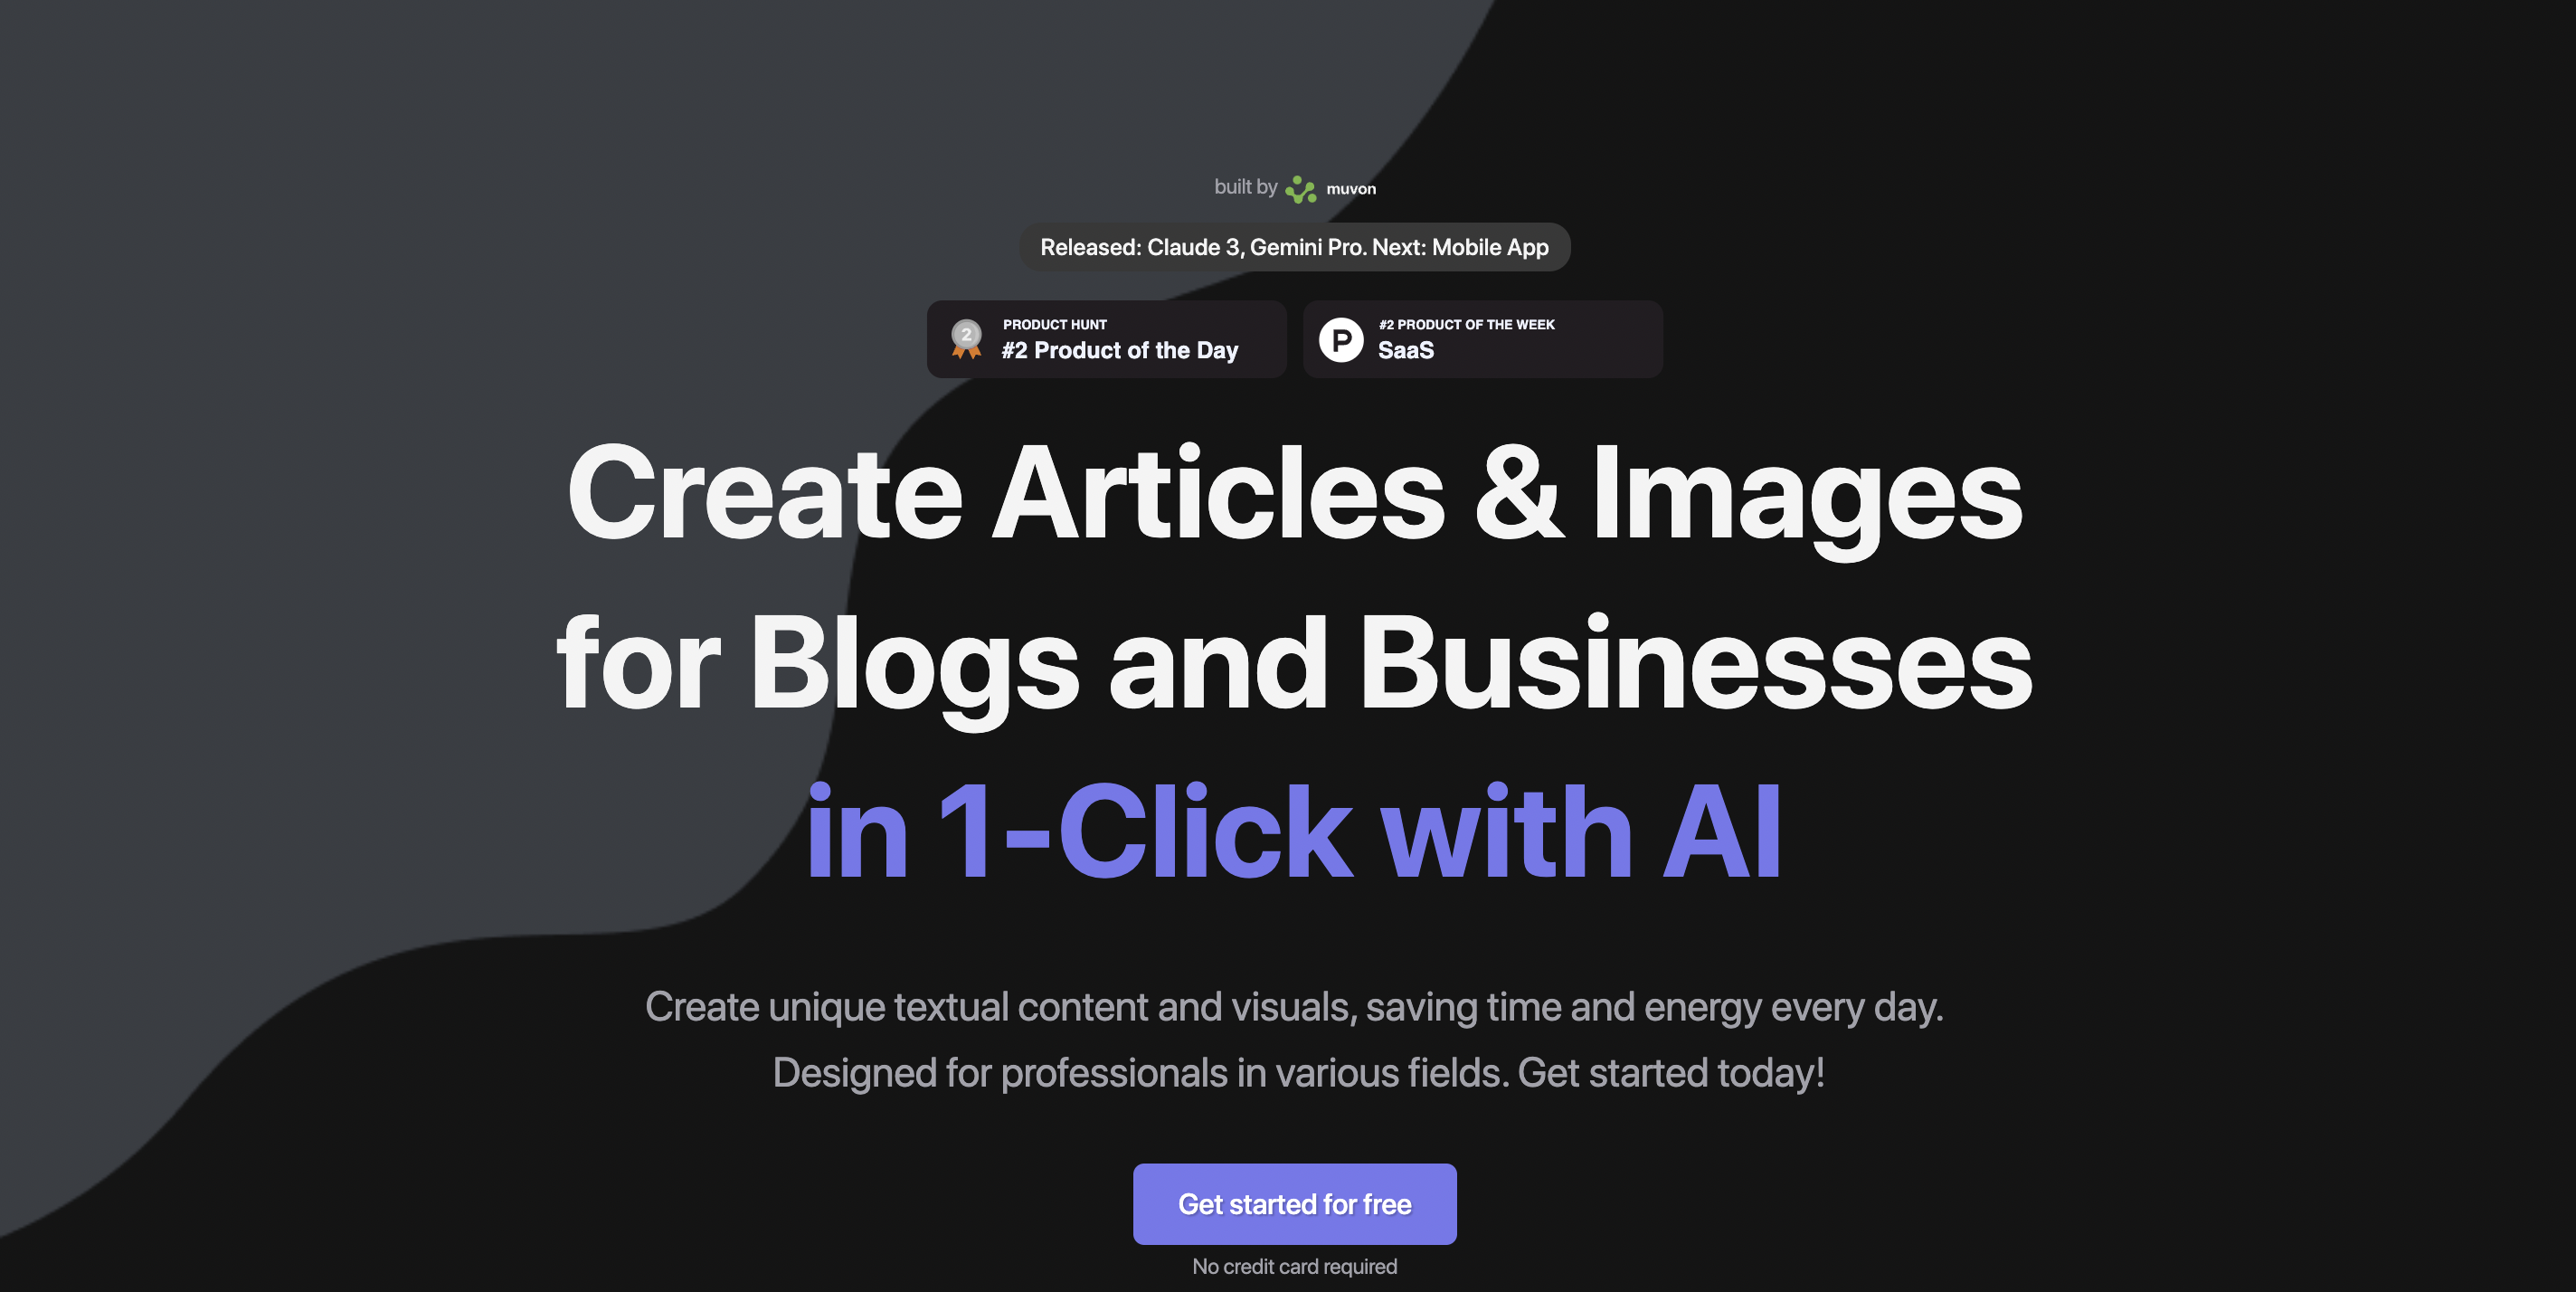 built by muvon
Released: Claude 3, Gemini Pro. Next: Mobile App
2 PRODUCT HUNT
#2 Product of the Day
P #2 PRODUCT OF THE WEEK
SaaS
Create Articles & Images
for Blogs and Businesses
in 1-Click with AI
Create unique textual content and visuals, saving time and energy every day.
Designed for professionals in various fields. Get started today!
Get started for free
No credit card required